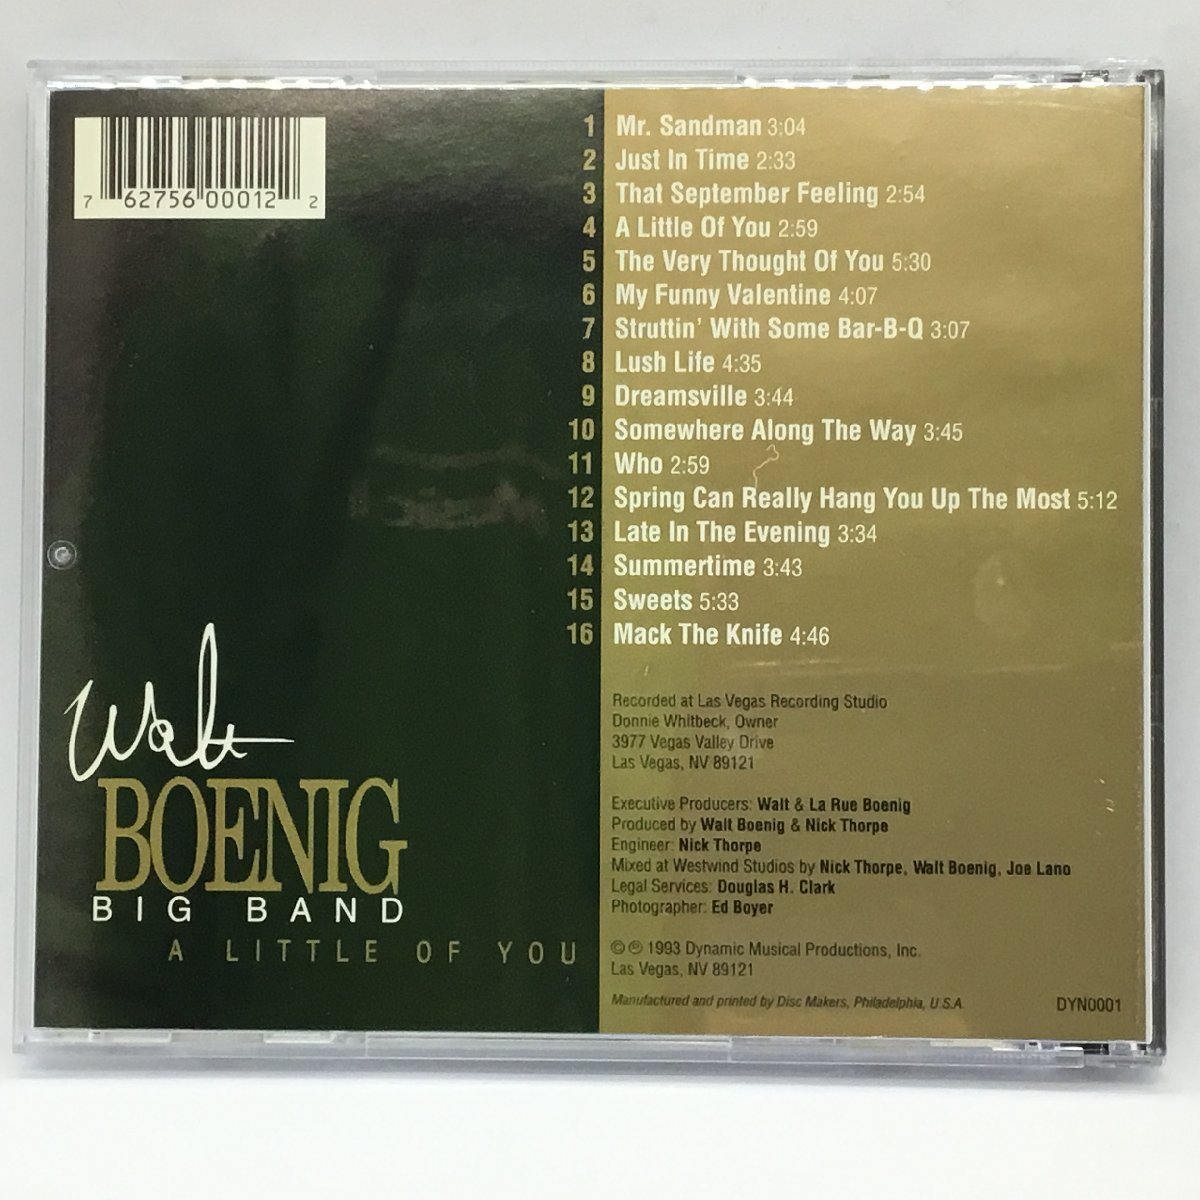 7 62756 00012 2
1 Mr. Sandman 3:04
2 Just In Time 2:33
3 That September Feeling 2:54
4 A Little Of You 2:59
5 The Very Thought Of You 5:30
6 My Funny Valentine 4:07
7 Struttin' With Some Bar-B-Q 3:07
8 Lush Life 4:35
9 Dreamsville 3:44
10 Somewhere Along The Way 3:45
11 Who 2:59
12 Spring Can Really Hang You Up The Most 5:12
13 Late In The Evening 3:34
14 Summertime 3:43
15 Sweets 5:33
16 Mack The Knife 4:46
Walt
BOENIG
BIG BAND
A LITTLE OF YOU
Recorded at Las Vegas Recording Studio
Donnie Whitbeck, Owner
3977 Vegas Valley Drive
Las Vegas, NV 89121
Executive Producers: Walt & La Rue Boenig
Produced by Walt Boenig & Nick Thorpe
Engineer: Nick Thorpe
Mixed at Westwind Studios by Nick Thorpe, Walt Boenig, Joe Lano
Legal Services: Douglas H. Clark
Photographer: Ed Boyer
© ℗ 1993 Dynamic Musical Productions, Inc.
Las Vegas, NV 89121
Manufactured and printed by Disc Makers, Philadelphia, U.S.A.
DYN0001